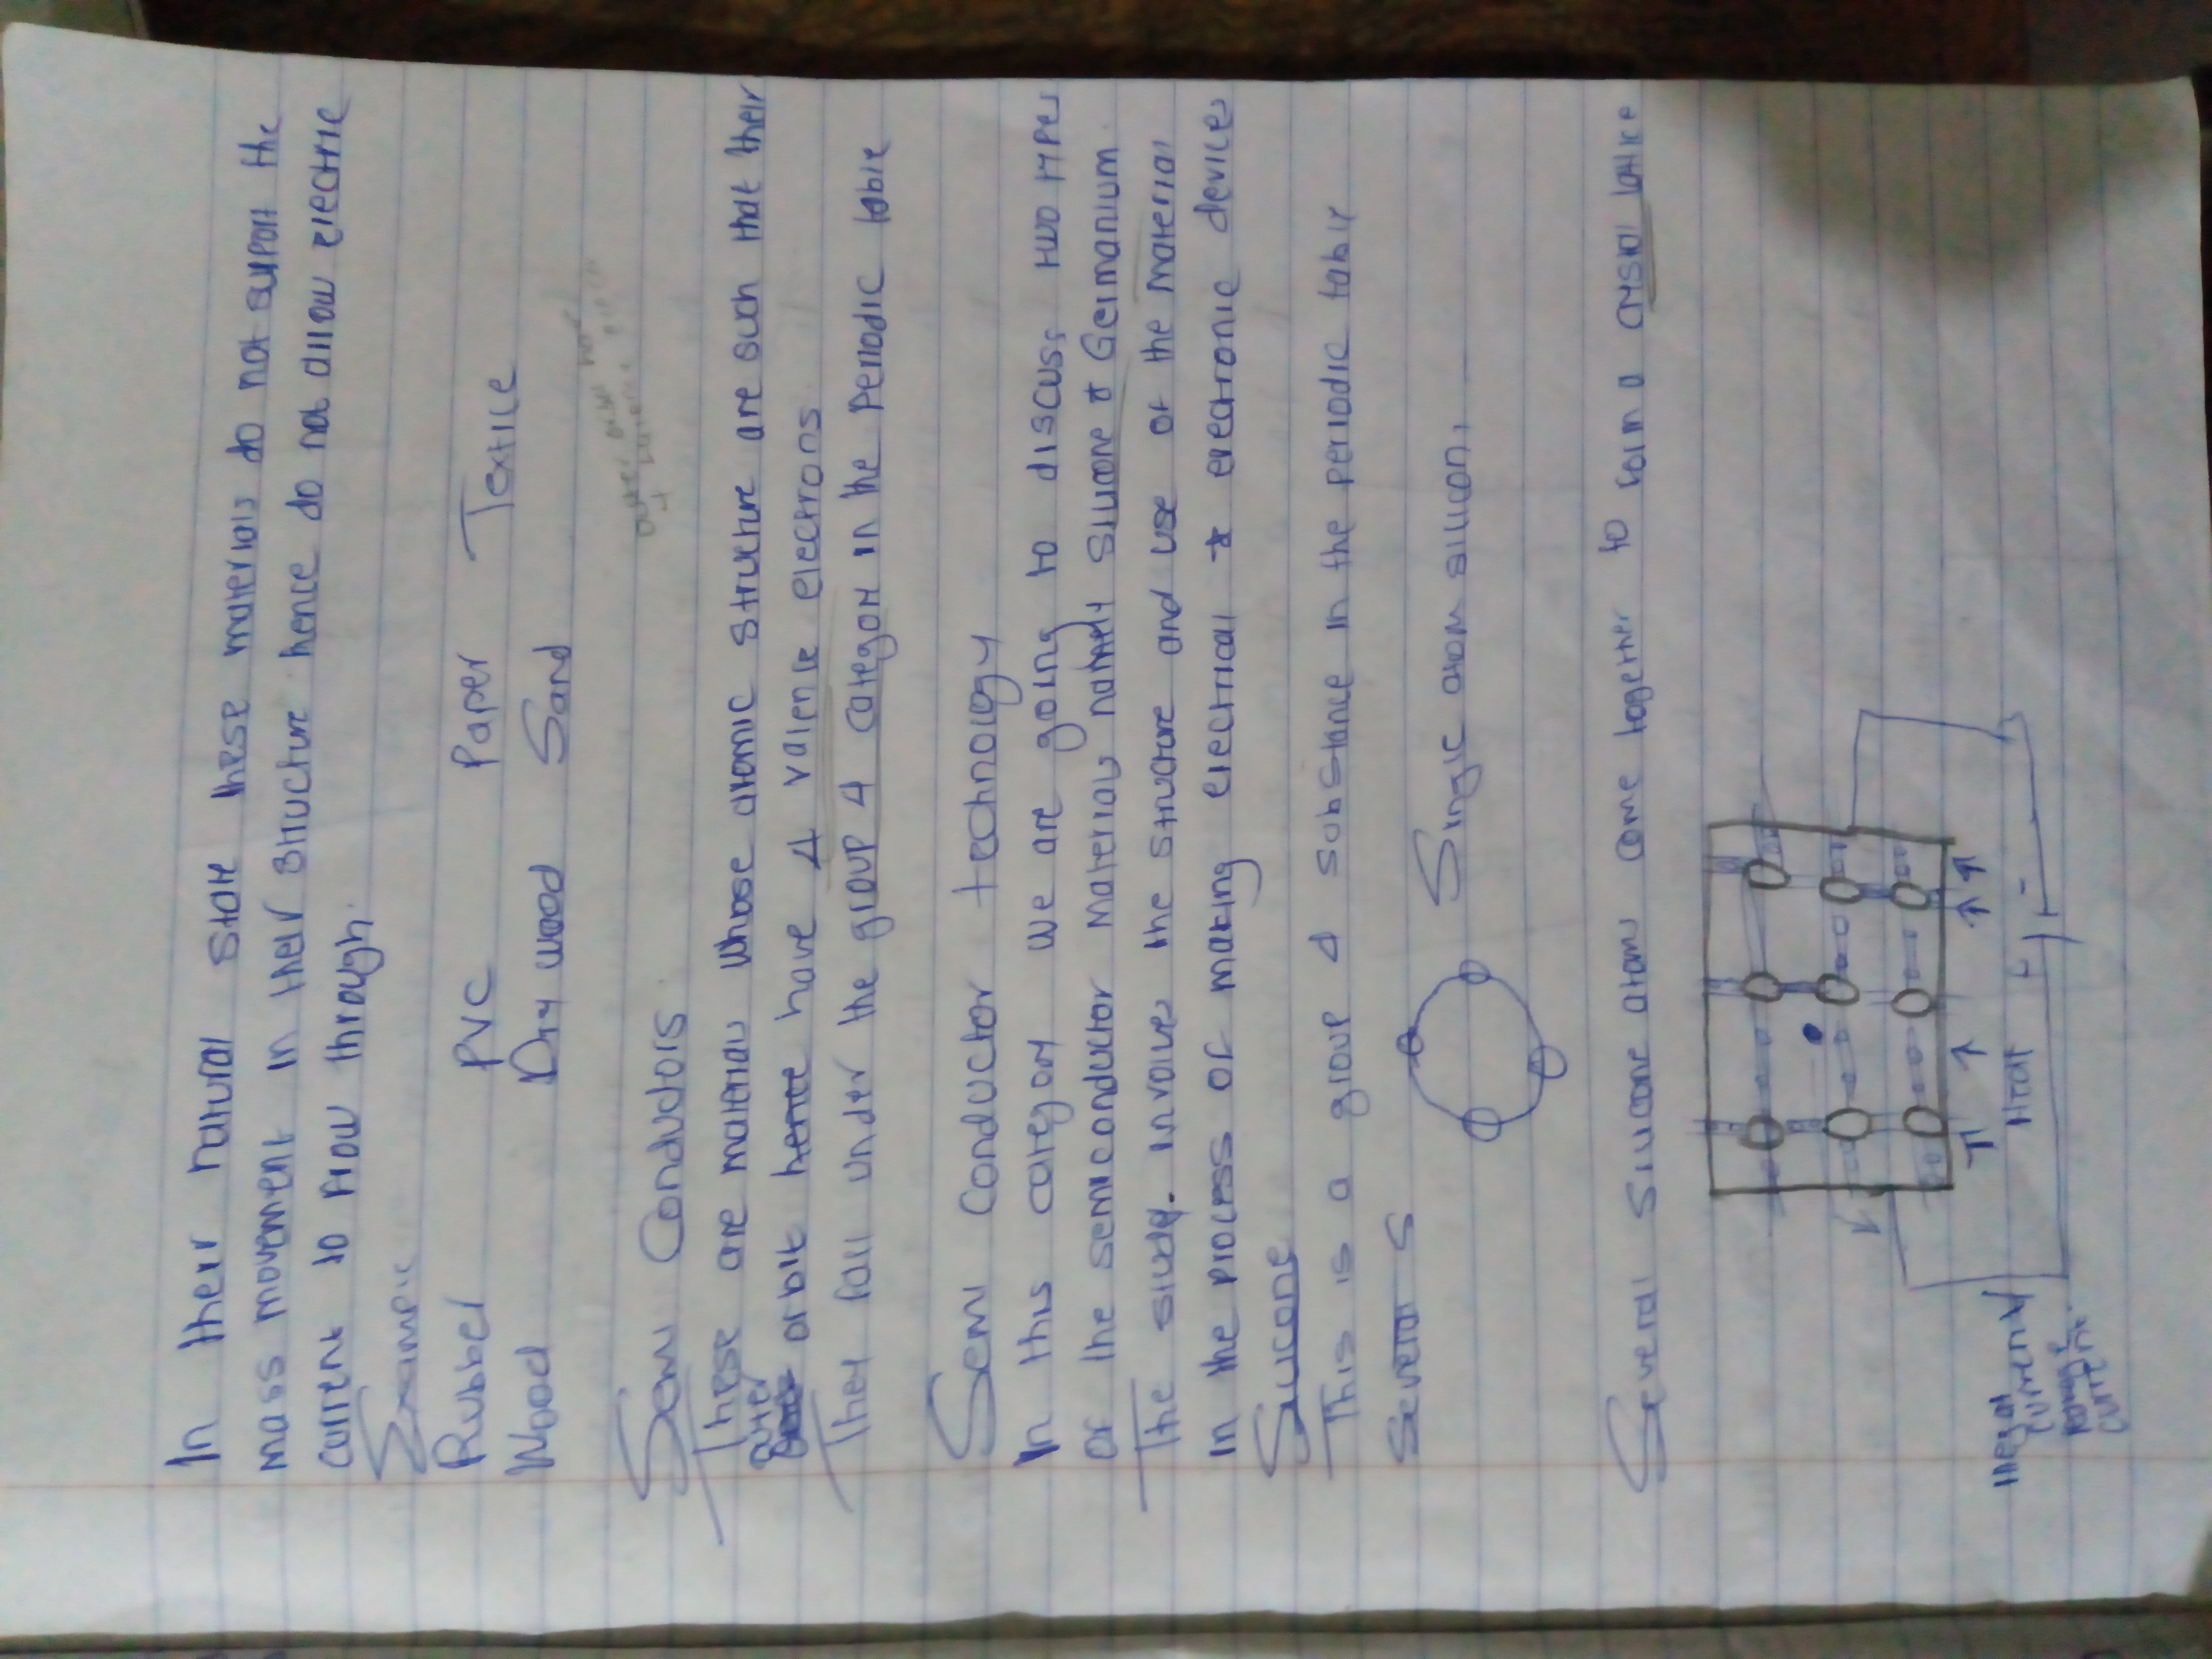 In their natural state these materials do not support the
mass movement in their structure hence do not allow electric
current to flow through.
Example
Rubber PVC Paper Textile
Wood Dry wood Sand
outer orbit have
4 valence
Semi Conductors
These are materials whose atomic structure are such that their
outer
orbit hence have 4 valence electrons
They fall under the group 4 category in the periodic table
Semi conductor technology
In this category we are going to discuss two types
of the semiconductor materials namely Silicone & Germanium
The study. involves the structure and use of the material
in the process of making electrical & electronic devices
Silicone
This is a group 4 substance in the periodic table
Several S
Single atom silicon
Several silicone atoms come together to form a crystal lattice
Heat + -
Illegal
current
current